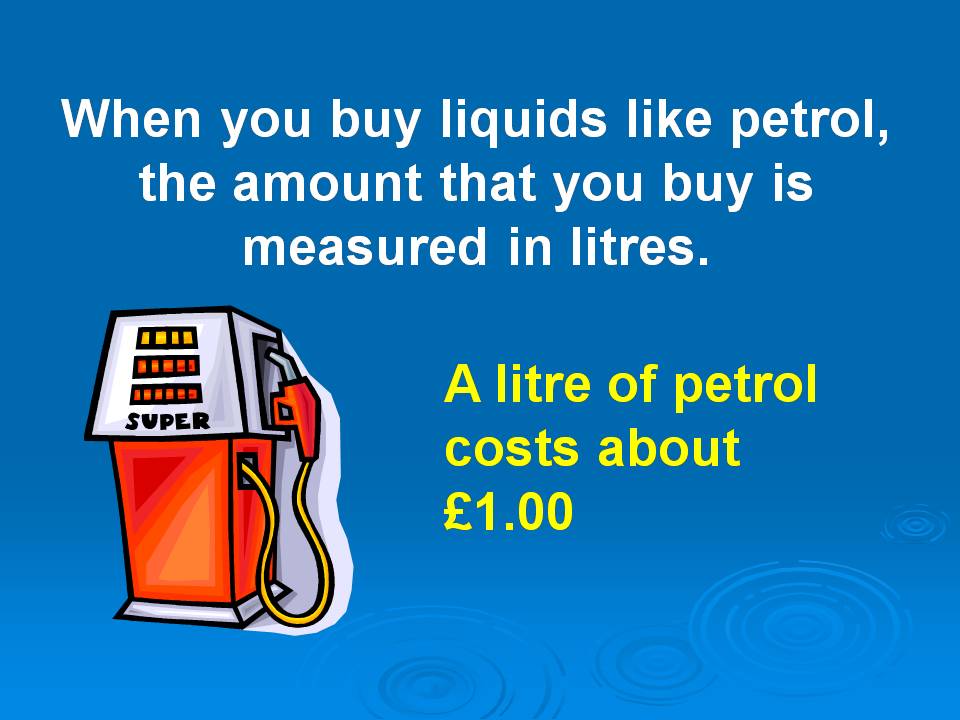 When you buy liquids like petrol,
the amount that you buy is
measured in litres.
SUPER
A litre of petrol
costs about
£1.00